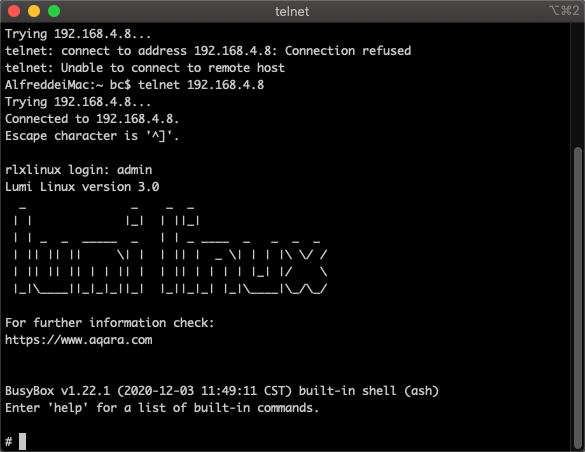 telnet
⌥⌘2
Trying 192.168.4.8...
telnet: connect to address 192.168.4.8: Connection refused
telnet: Unable to connect to remote host
AlfreddeiMac:~ bc$ telnet 192.168.4.8
Trying 192.168.4.8...
Connected to 192.168.4.8.
Escape character is '^]'.
rlxlinux login: admin
Lumi Linux version 3.0
For further information check:
https://www.aqara.com
BusyBox v1.22.1 (2020-12-03 11:49:11 CST) built-in shell (ash)
Enter 'help' for a list of built-in commands.
#